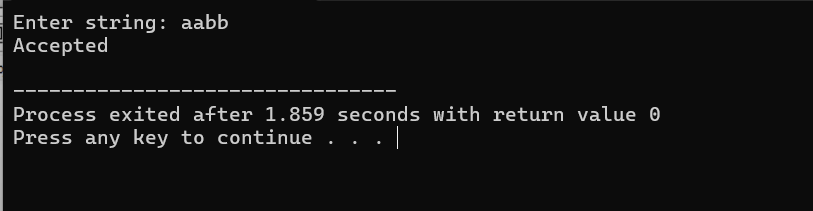 Enter string: aabb
Accepted

--------------------------------
Process exited after 1.859 seconds with return value 0
Press any key to continue . . .